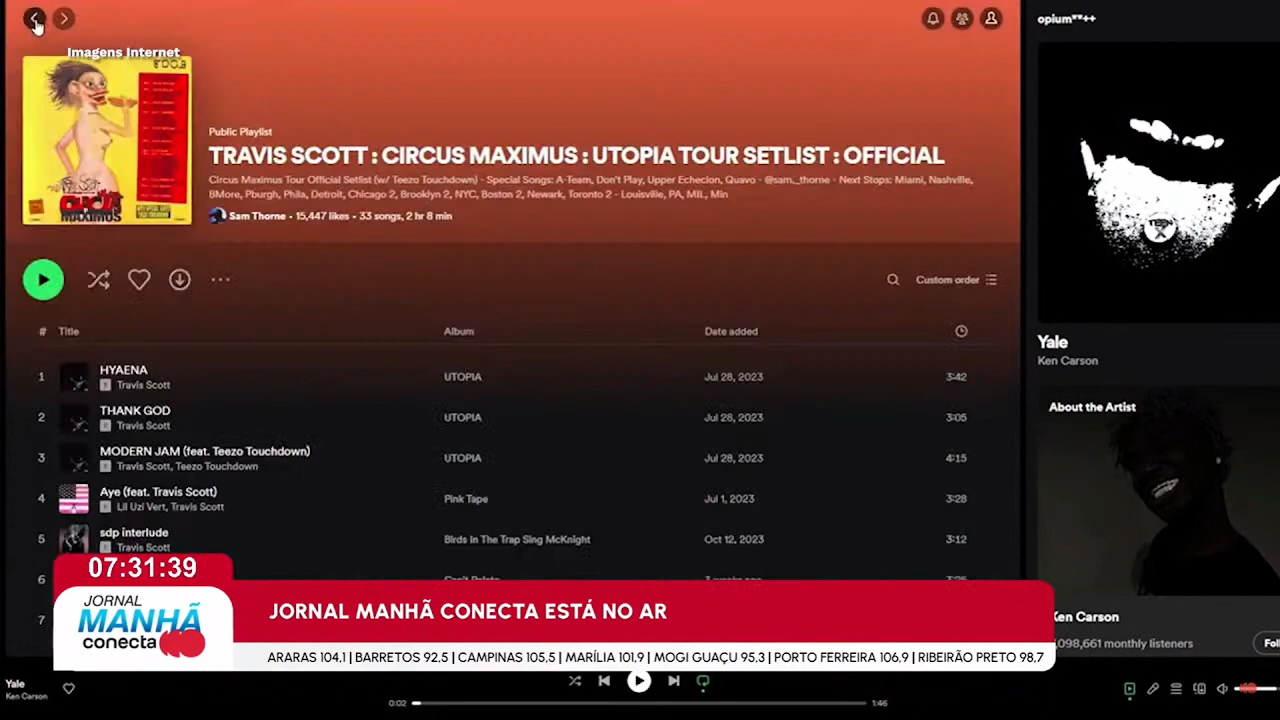 opium**++
Imagens Internet
Public Playlist
TRAVIS SCOTT : CIRCUS MAXIMUS : UTOPIA TOUR SETLIST : OFFICIAL
Circus Maximus Tour Official Setlist (w/ Teezo Touchdown) - Special Songs: A-Team, Don't Play, Upper Echelon, Quavo - @sam._thorne - Next Stops: Miami, Nashville,
BMore, Pburgh, Phila, Detroit, Chicago 2, Brooklyn 2, NYC, Boston 2, Newark, Toronto 2 - Louisville, PA, MIL, Min
Sam Thorne • 15,447 likes • 33 songs, 2 hr 8 min
CIRCUS
MAXIMUS
Custom order
# Title Album Date added
1 HYAENA UTOPIA Jul 28, 2023 3:42
Travis Scott
2 THANK GOD UTOPIA Jul 28, 2023 3:05
Travis Scott
3 MODERN JAM (feat. Teezo Touchdown) UTOPIA Jul 28, 2023 4:15
Travis Scott, Teezo Touchdown
4 Aye (feat. Travis Scott) Pink Tape Jul 1, 2023 3:28
Lil Uzi Vert, Travis Scott
5 sdp interlude Birds In The Trap Sing McKnight Oct 12, 2023 3:12
Travis Scott
6
7
Yale
Ken Carson
About the Artist
Ken Carson
,098,661 monthly listeners
Fol
07:31:39
JORNAL
MANHÃ
conecta
JORNAL MANHÃ CONECTA ESTÁ NO AR
ARARAS 104,1 | BARRETOS 92,5 | CAMPINAS 105,5 | MARÍLIA 101,9 | MOGI GUAÇU 95,3 | PORTO FERREIRA 106,9 | RIBEIRÃO PRETO 98,7
Yale
Ken Carson
0:02
1:46